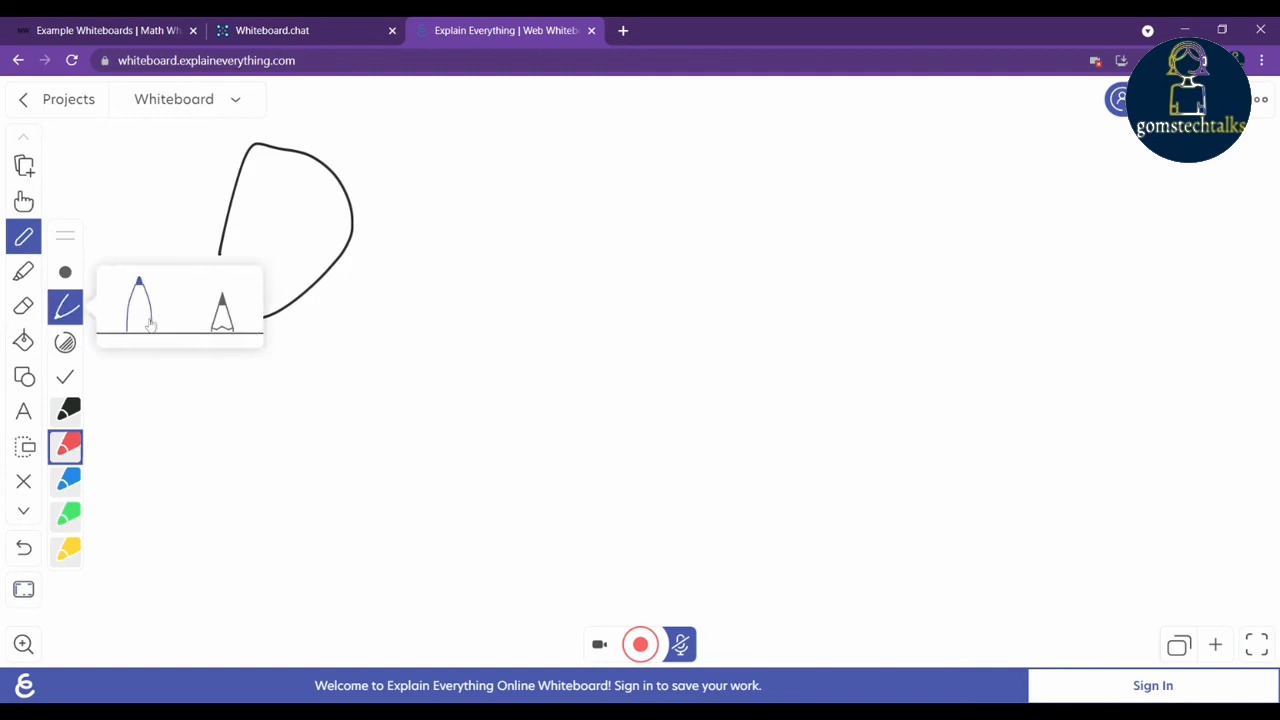 Example Whiteboards | Math Wh
Whiteboard.chat
Explain Everything | Web Whiteb
whiteboard.explaineverything.com
Projects
Whiteboard
gomstechtalks
A
Welcome to Explain Everything Online Whiteboard! Sign in to save your work.
Sign In